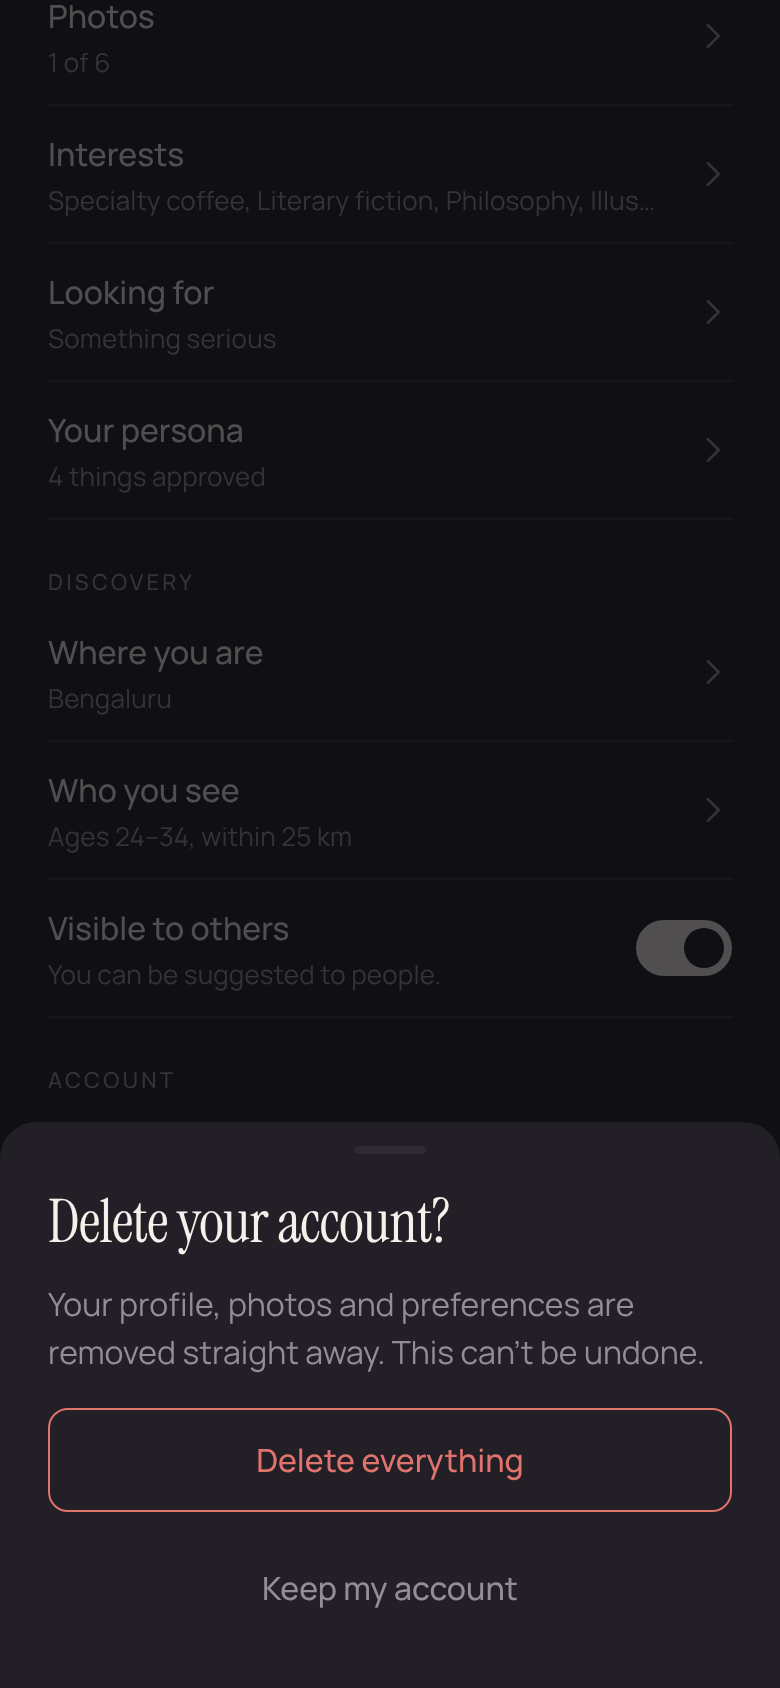 Photos
1 of 6
Interests
Specialty coffee, Literary fiction, Philosophy, Illus...
Looking for
Something serious
Your persona
4 things approved
DISCOVERY
Where you are
Bengaluru
Who you see
Ages 24–34, within 25 km
Visible to others
You can be suggested to people.
ACCOUNT
Delete your account?
Your profile, photos and preferences are
removed straight away. This can’t be undone.
Delete everything
Keep my account